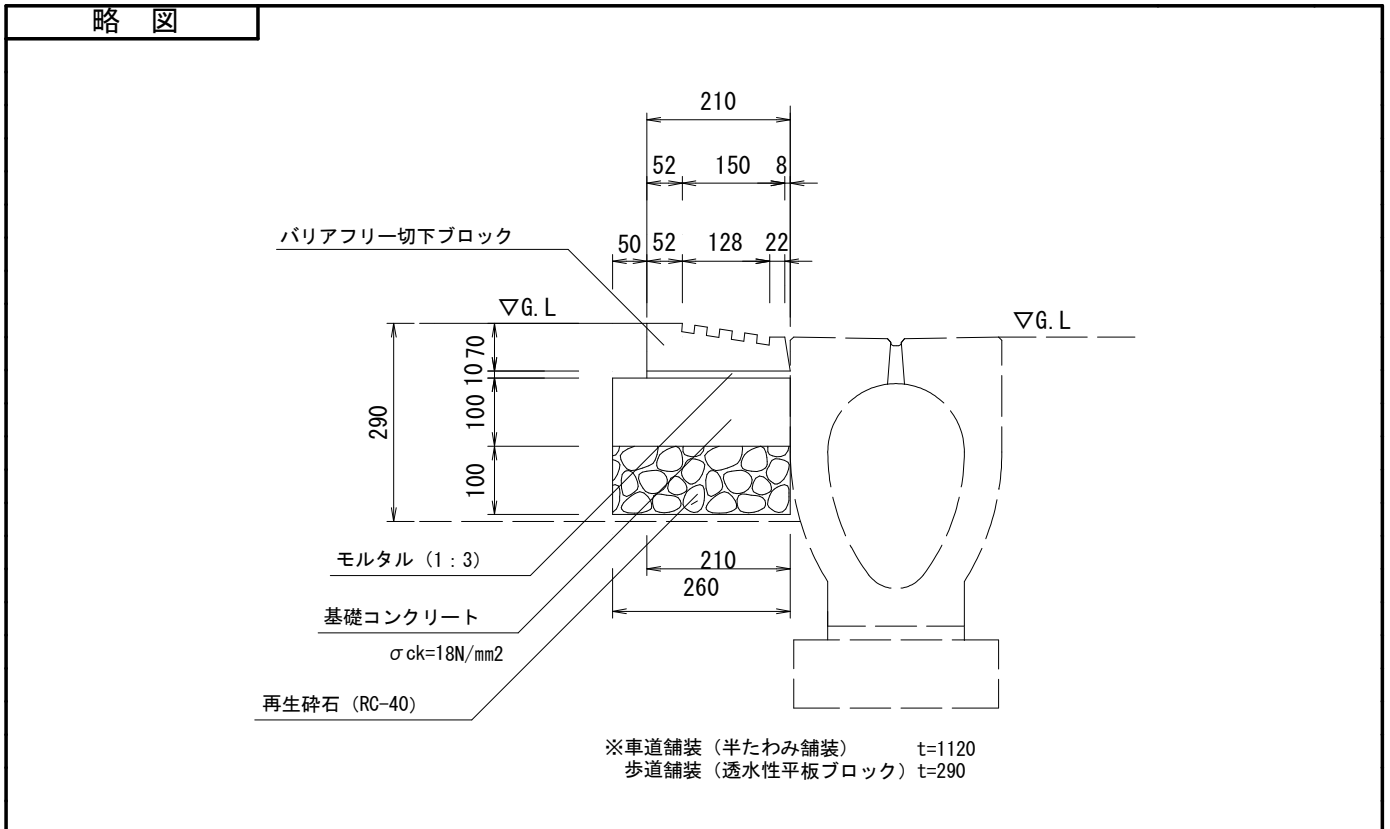 略 図
210
52 150 8
バリアフリー切下ブロック
50 52 128 22
▽G.L
▽G.L
70
10
100
290
100
モルタル（1：3）
210
260
基礎コンクリート
σck=18N/mm2
再生砕石（RC-40）
※車道舗装（半たわみ舗装） t=1120
歩道舗装（透水性平板ブロック）t=290